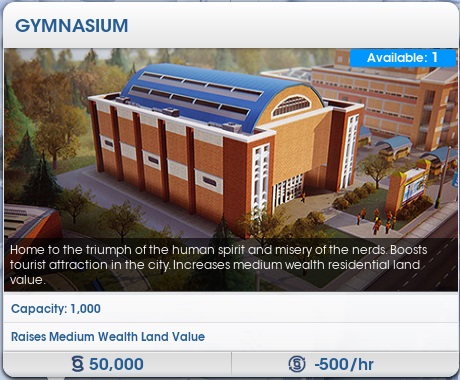 GYMNASIUM
Available: 1
Home to the triumph of the human spirit and misery of the nerds. Boosts
tourist attraction in the city. Increases medium wealth residential land
value.
Capacity: 1,000
Raises Medium Wealth Land Value
50,000
-500/hr